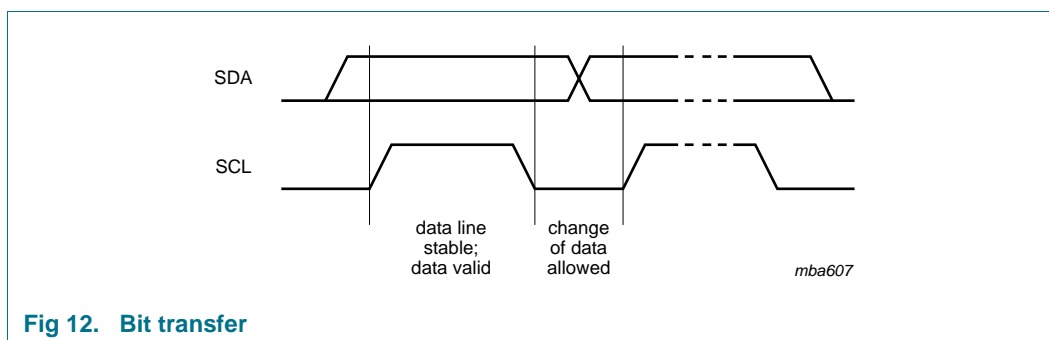 SDA
SCL
data line
stable;
data valid
change
of data
allowed
mba607
Fig 12. Bit transfer